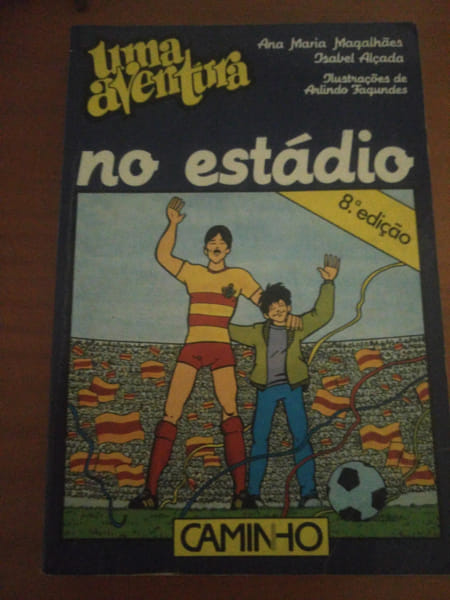 uma
aventura
Ana Maria Magalhães
Isabel Alçada
Ilustrações de
Arlindo Fagundes
no estádio
8.ª edição
CAMINHO